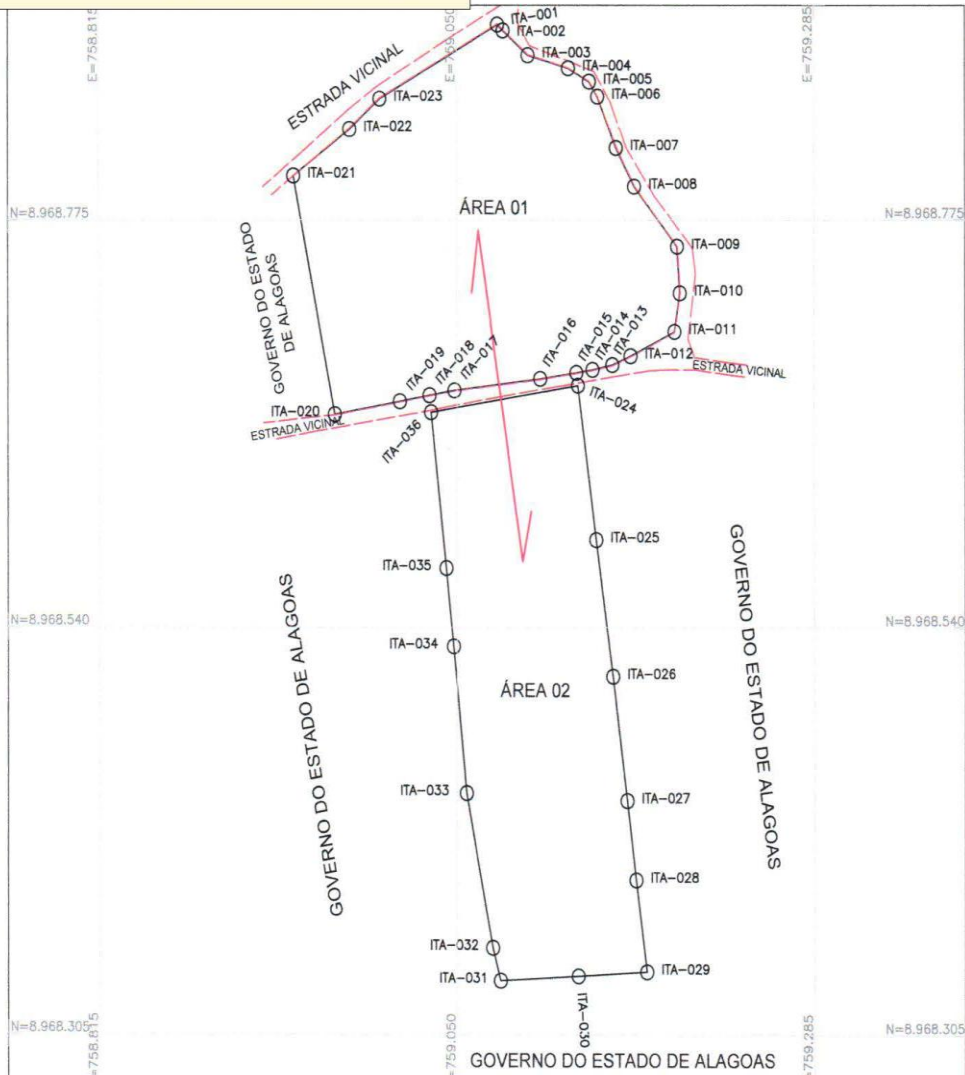 E=758.815
E=759.050
E=759.285
ITA-001
ITA-002
ITA-003
ITA-004
ITA-005
ITA-006
ESTRADA VICINAL
ITA-023
ITA-022
ITA-007
ITA-021
ITA-008
N=8.968.775
ÁREA 01
N=8.968.775
ITA-009
GOVERNO DO ESTADO
DE ALAGOAS
ITA-010
ITA-011
ITA-019
ITA-018
ITA-017
ITA-016
ITA-015
ITA-014
ITA-013
ITA-012
ESTRADA VICINAL
ITA-020
ESTRADA VICINAL
ITA-036
ITA-024
ITA-025
ITA-035
GOVERNO DO ESTADO DE ALAGOAS
GOVERNO DO ESTADO DE ALAGOAS
N=8.968.540
N=8.968.540
ITA-034
ITA-026
ÁREA 02
ITA-033
ITA-027
ITA-028
ITA-032
ITA-031
ITA-029
ITA-030
N=8.968.305
N=8.968.305
=758.815
=759.050
=759.285
GOVERNO DO ESTADO DE ALAGOAS